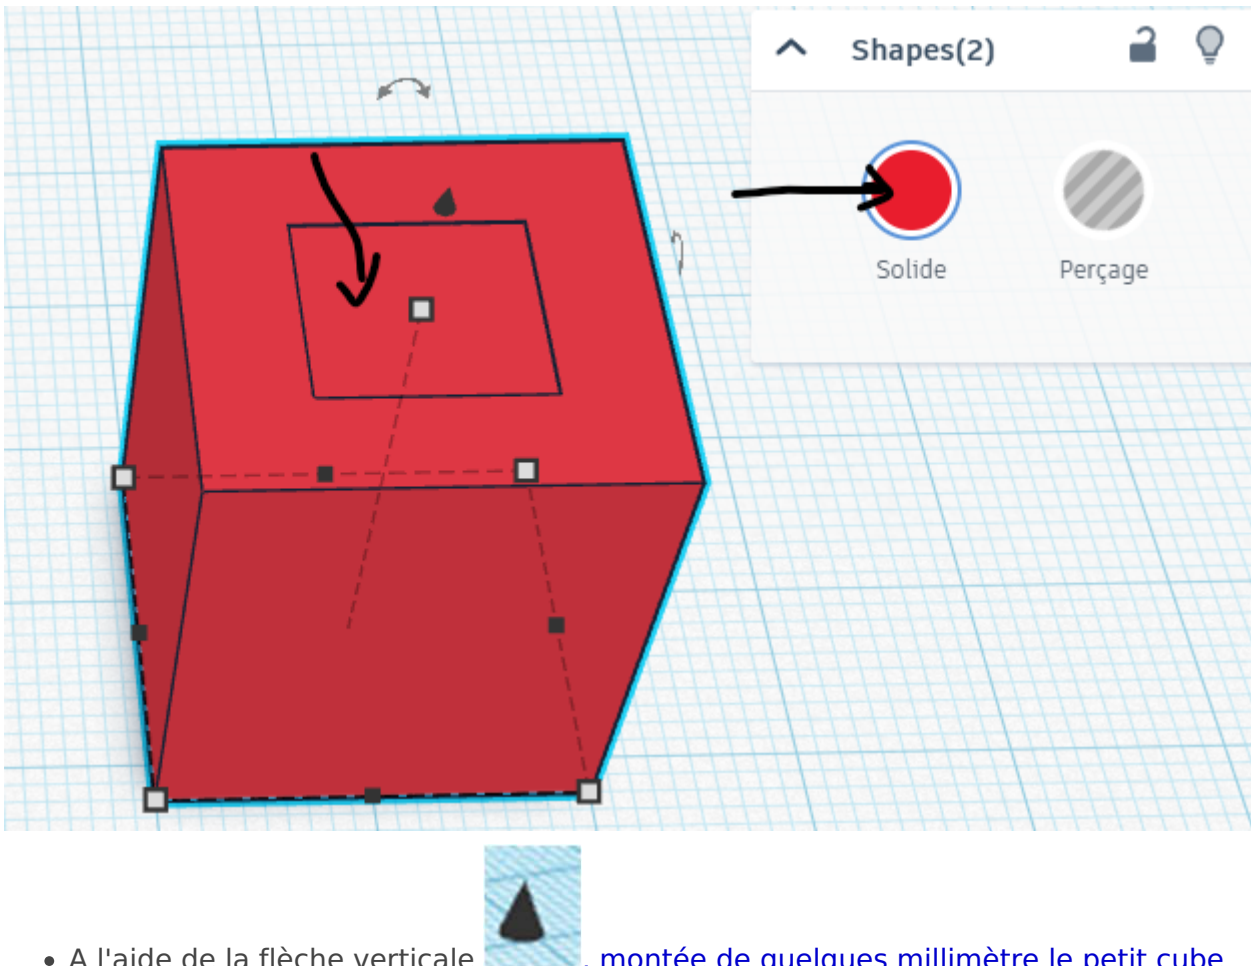 Shapes(2)
Solide
Perçage
• A l'aide de la flèche verticale , montée de quelques millimètre le petit cube